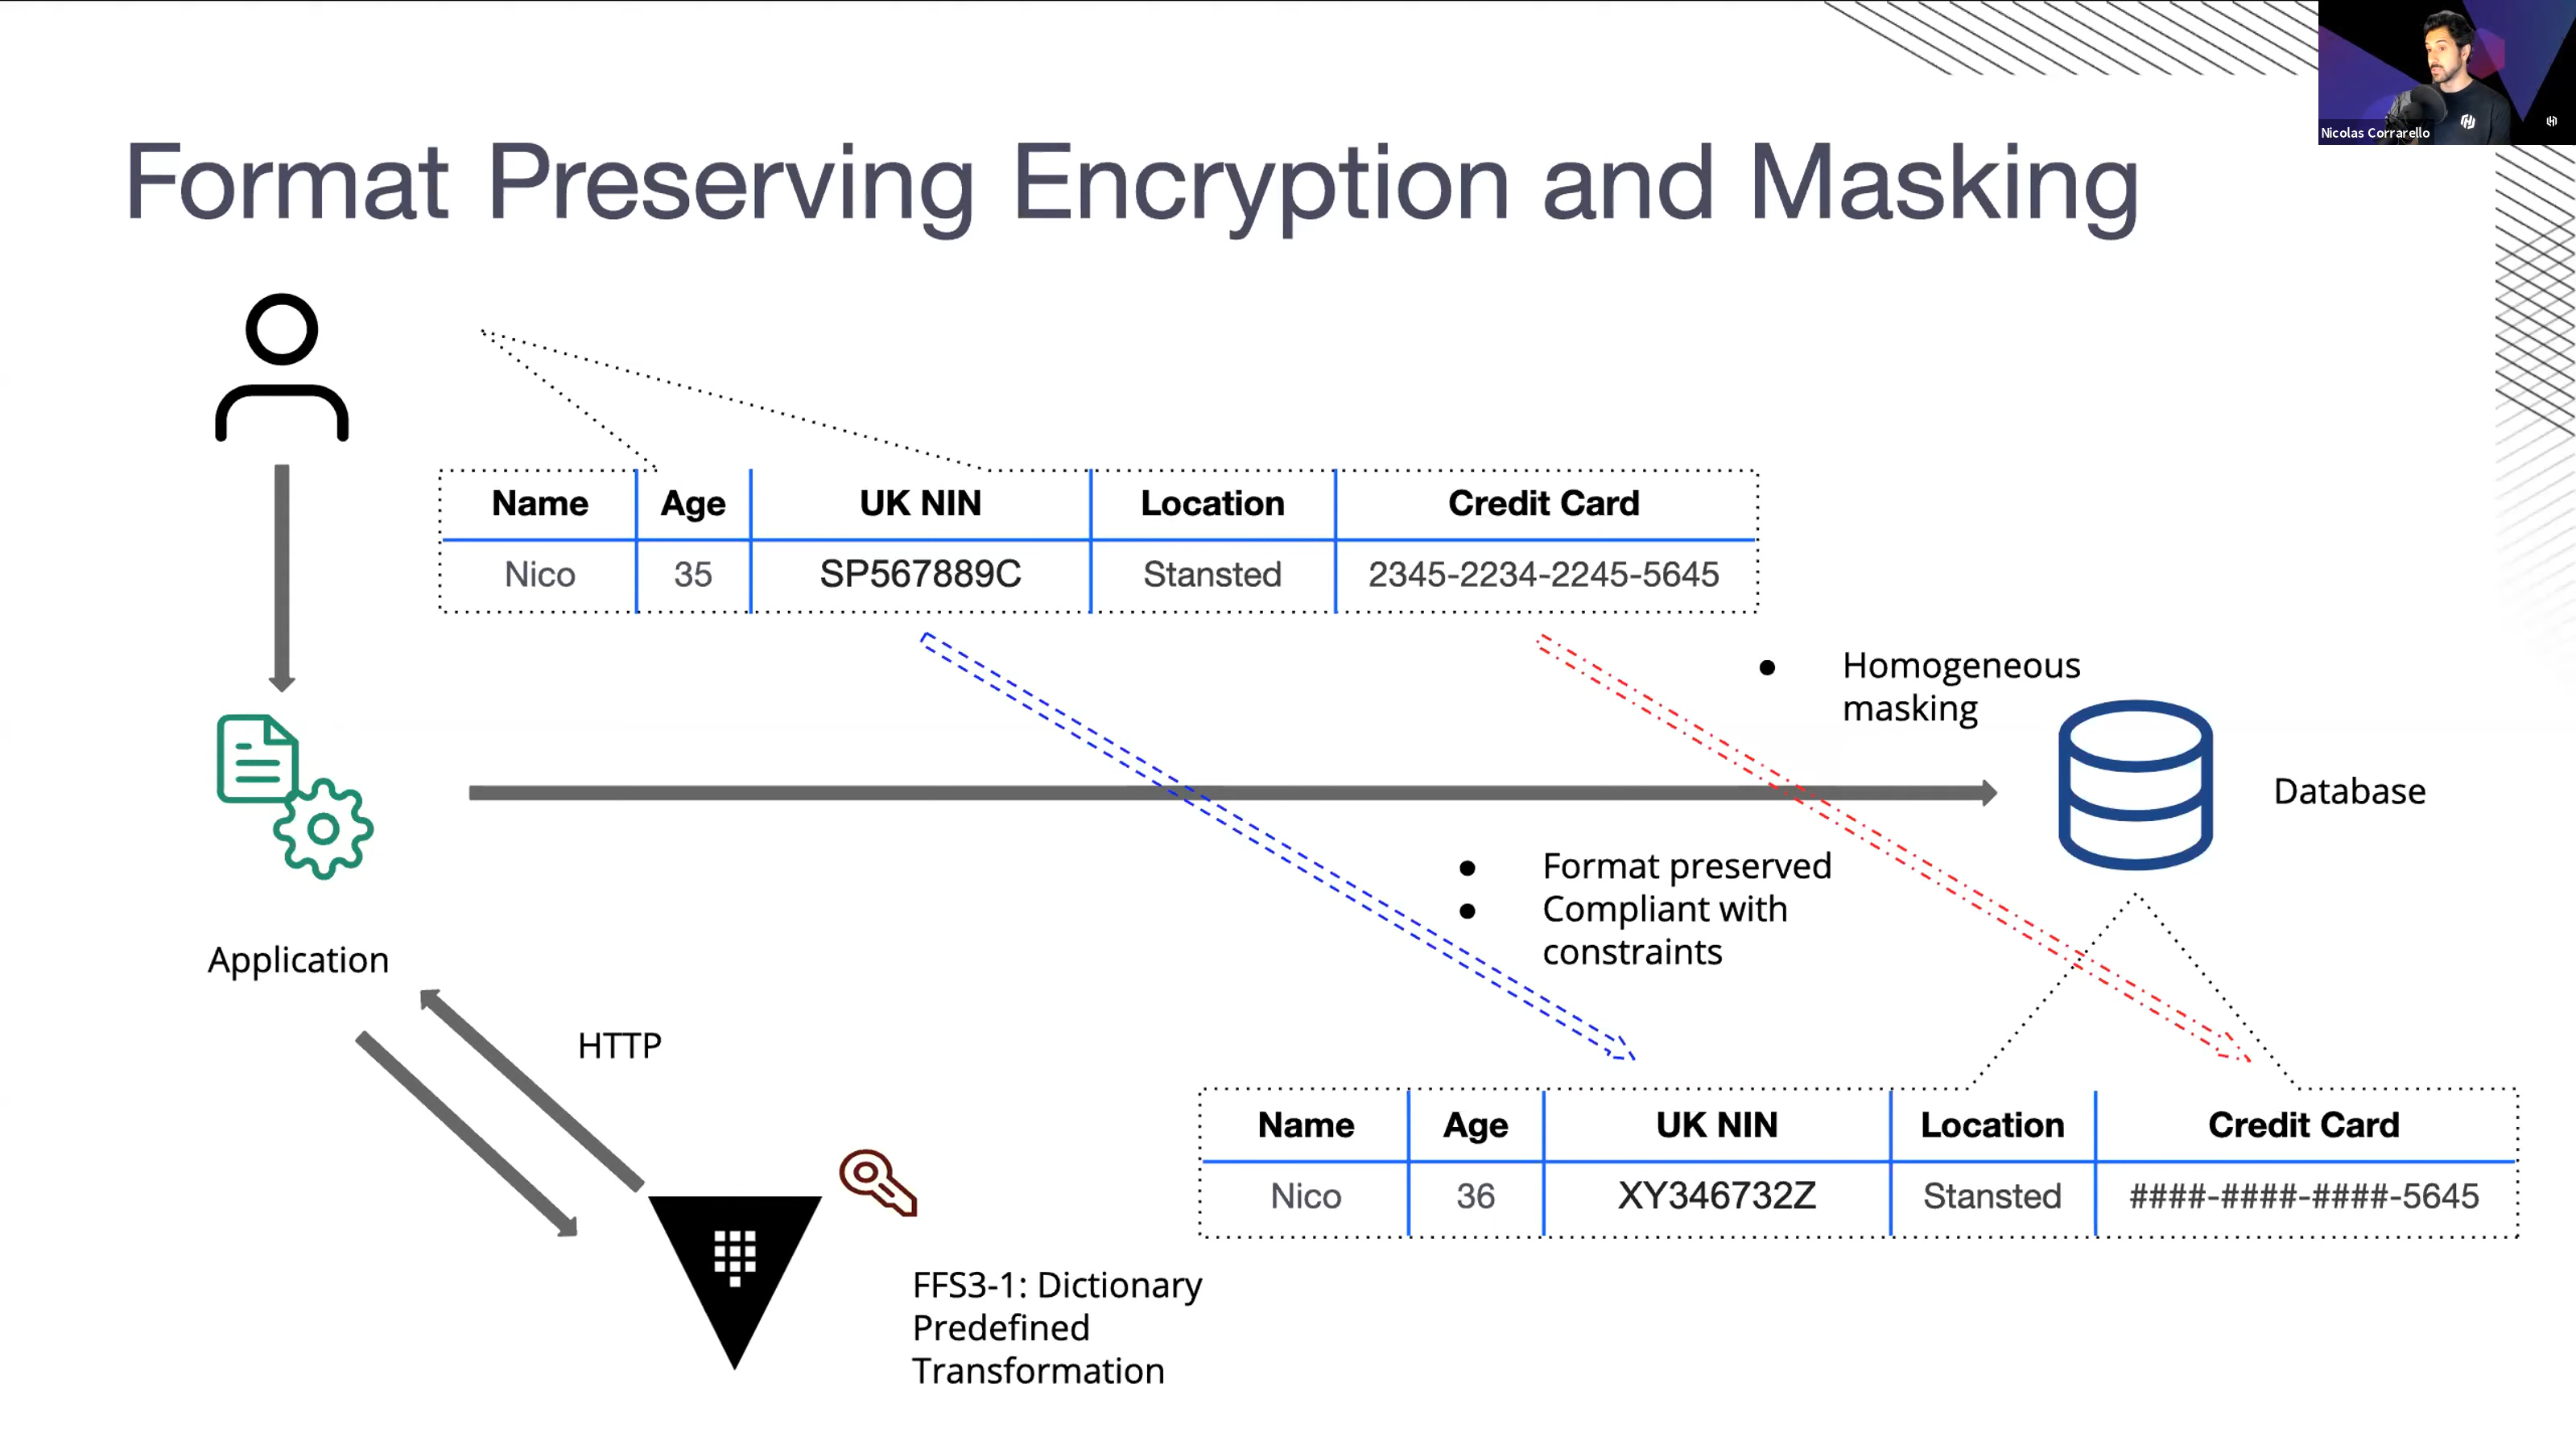 Nicolas Corrarello
Format Preserving Encryption and Masking
Name Age UK NIN Location Credit Card
Nico 35 SP567889C Stansted 2345-2234-2245-5645
● Homogeneous
masking
Database
● Format preserved
● Compliant with
constraints
Application
HTTP
Name Age UK NIN Location Credit Card
Nico 36 XY346732Z Stansted ####-####-####-5645
FFS3-1: Dictionary
Predefined
Transformation